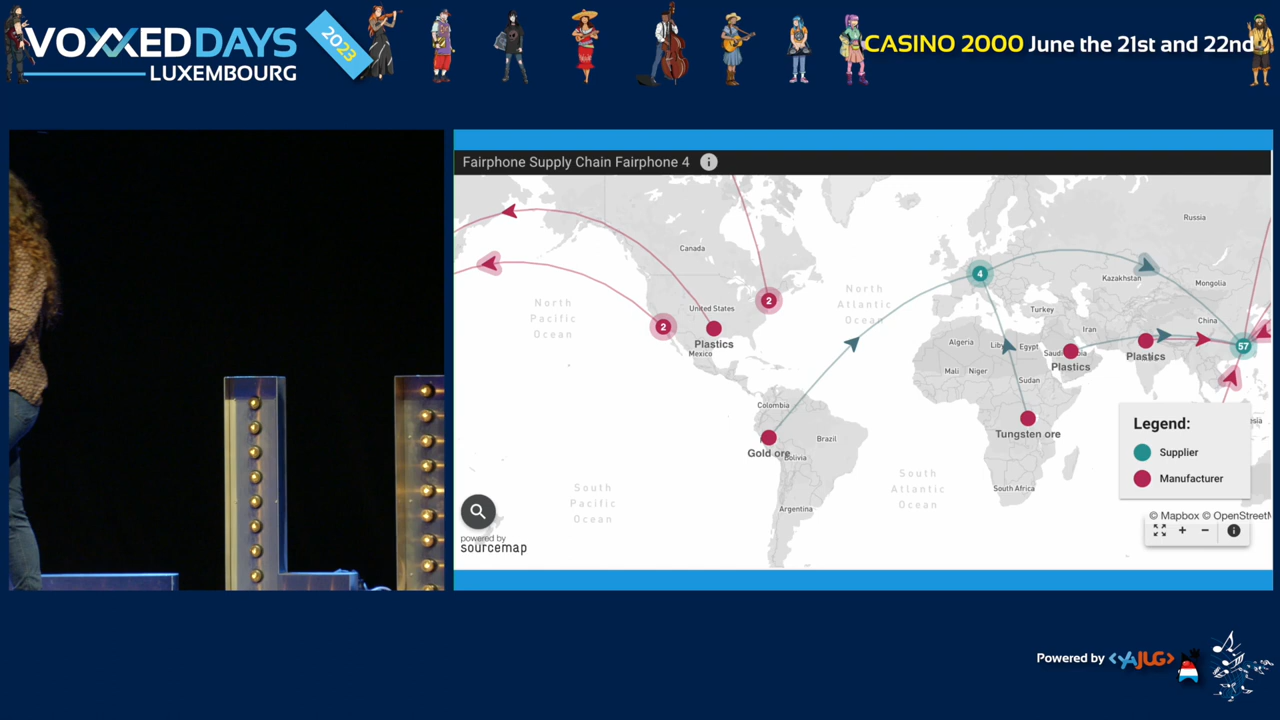 VOXXED DAYS
LUXEMBOURG
2023
CASINO 2000 June the 21st and 22nd
Fairphone Supply Chain Fairphone 4
Russia
Canada
Kazakhstan
Mongolia
North
Pacific
Ocean
North
Atlantic
Ocean
United States
Turkey
China
Iran
Plastics
Mexico
Algeria
Egypt
Plastics
Plastics
Mali
Niger
Sudan
Colombia
Brazil
Tungsten ore
Gold ore
Bolivia
South
Pacific
Ocean
South
Atlantic
Ocean
South Africa
Argentina
2
2
4
57
Legend:
Supplier
Manufacturer
© Mapbox © OpenStreetM
powered by
sourcemap
Powered by <YAJUG>